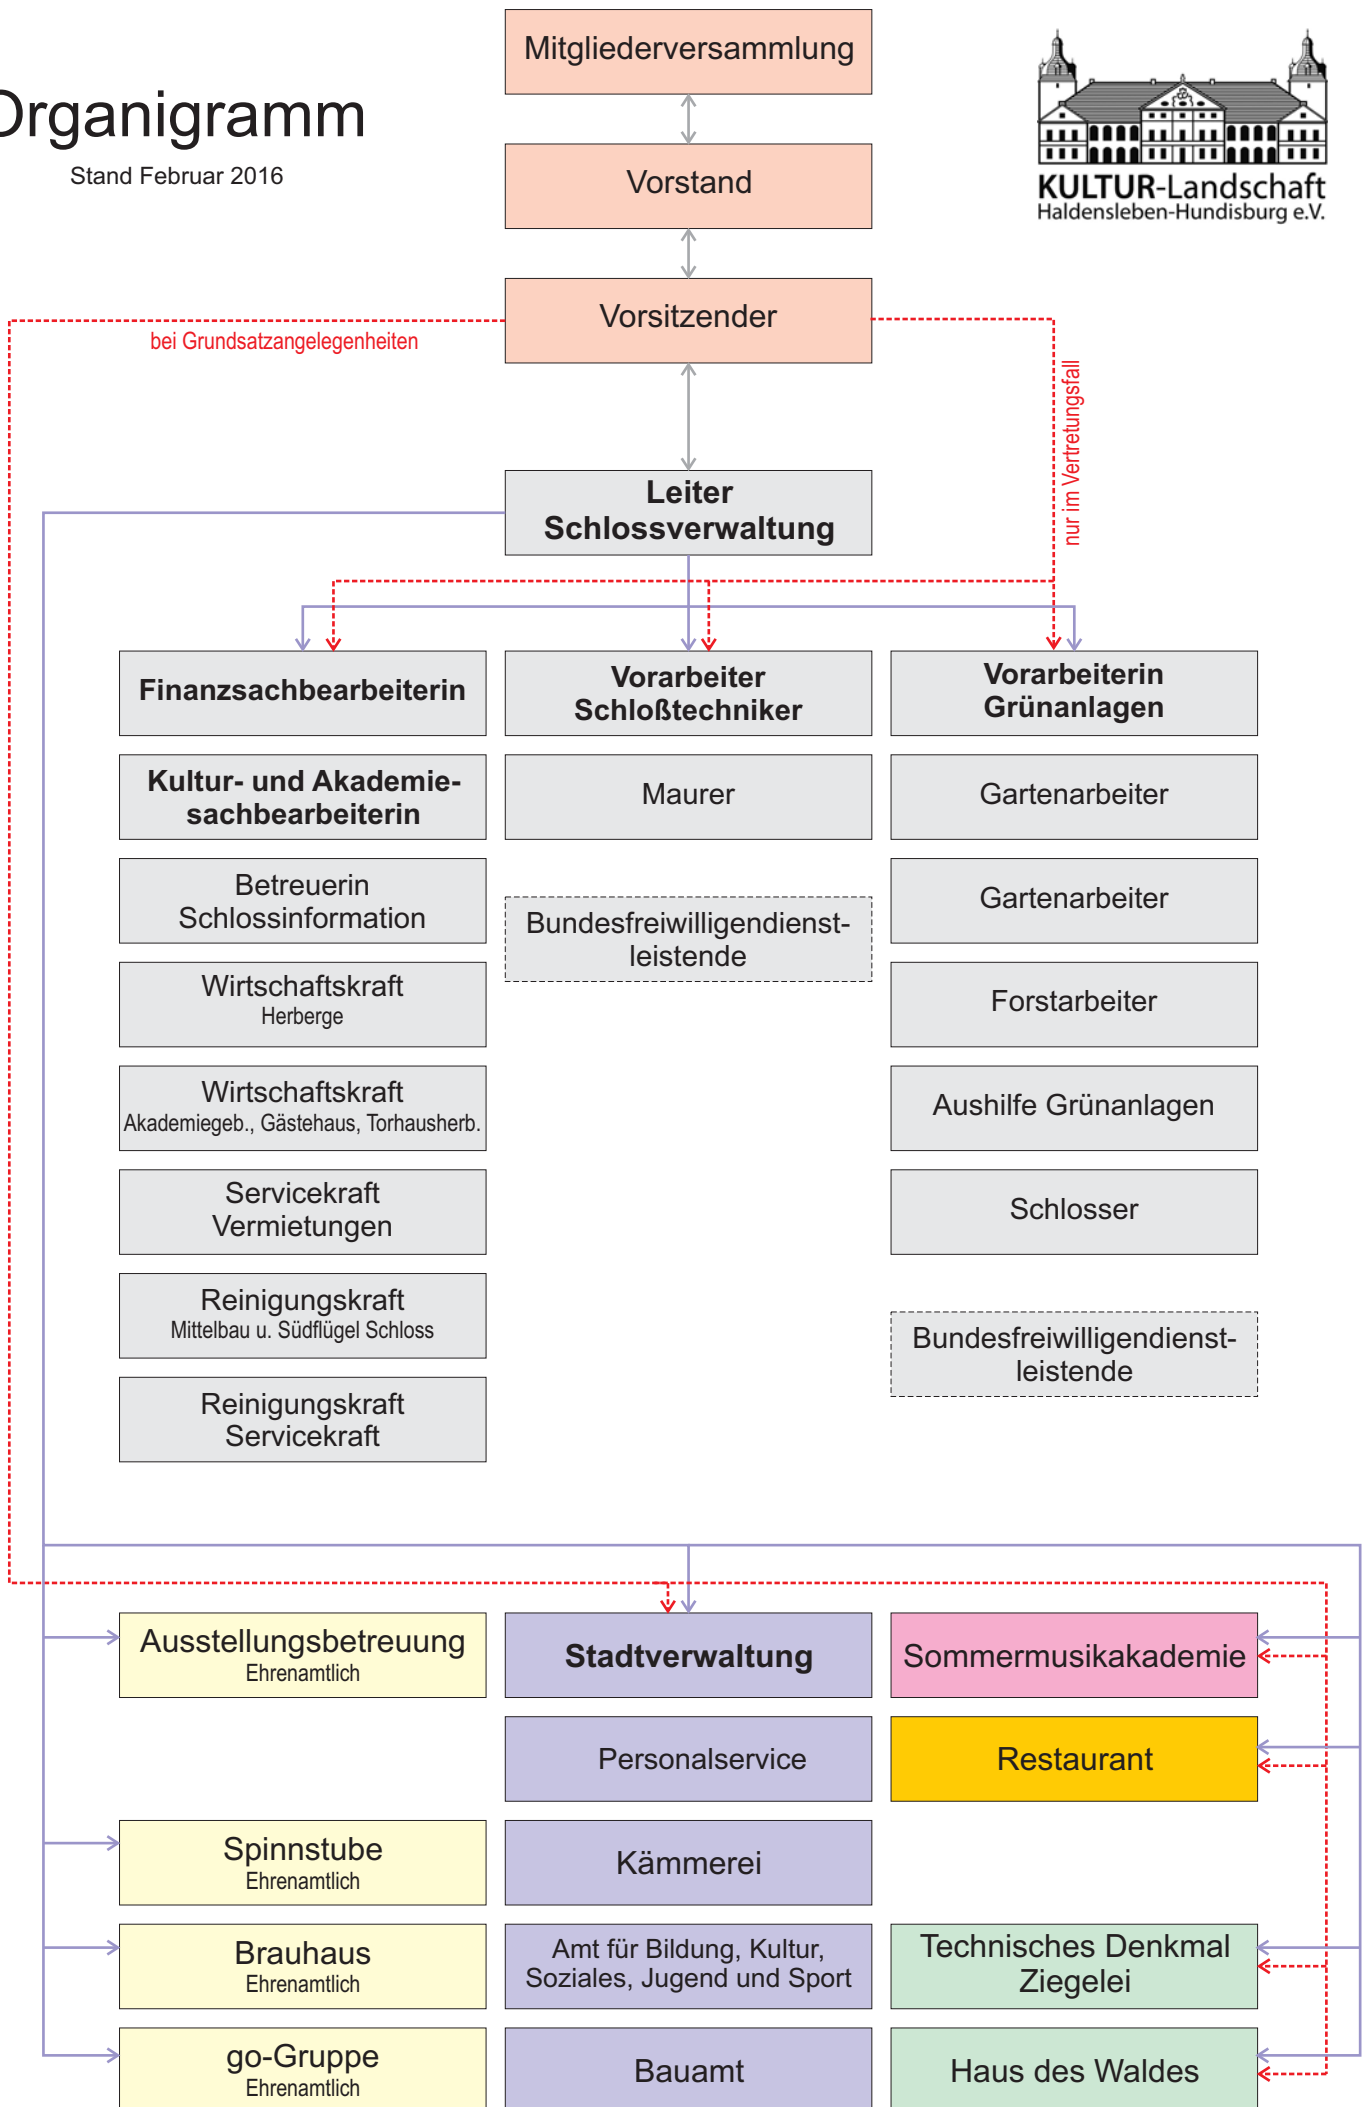 Organigramm
Stand Februar 2016
KULTUR-Landschaft
Haldensleben-Hundisburg e.V.
Mitgliederversammlung
Vorstand
Vorsitzender
bei Grundsatzangelegenheiten
nur im Vertretungsfall
Leiter
Schlossverwaltung
Finanzsachbearbeiterin
Kultur- und Akademie-
sachbearbeiterin
Betreuerin
Schlossinformation
Wirtschaftskraft
Herberge
Wirtschaftskraft
Akademiegeb., Gästehaus, Torhausherb.
Servicekraft
Vermietungen
Reinigungskraft
Mittelbau u. Südflügel Schloss
Reinigungskraft
Servicekraft
Vorarbeiter
Schloßtechniker
Maurer
Bundesfreiwilligendienst-
leistende
Vorarbeiterin
Grünanlagen
Gartenarbeiter
Gartenarbeiter
Forstarbeiter
Aushilfe Grünanlagen
Schlosser
Bundesfreiwilligendienst-
leistende
Ausstellungsbetreuung
Ehrenamtlich
Spinnstube
Ehrenamtlich
Brauhaus
Ehrenamtlich
go-Gruppe
Ehrenamtlich
Stadtverwaltung
Personalservice
Kämmerei
Amt für Bildung, Kultur,
Soziales, Jugend und Sport
Bauamt
Sommermusikakademie
Restaurant
Technisches Denkmal
Ziegelei
Haus des Waldes